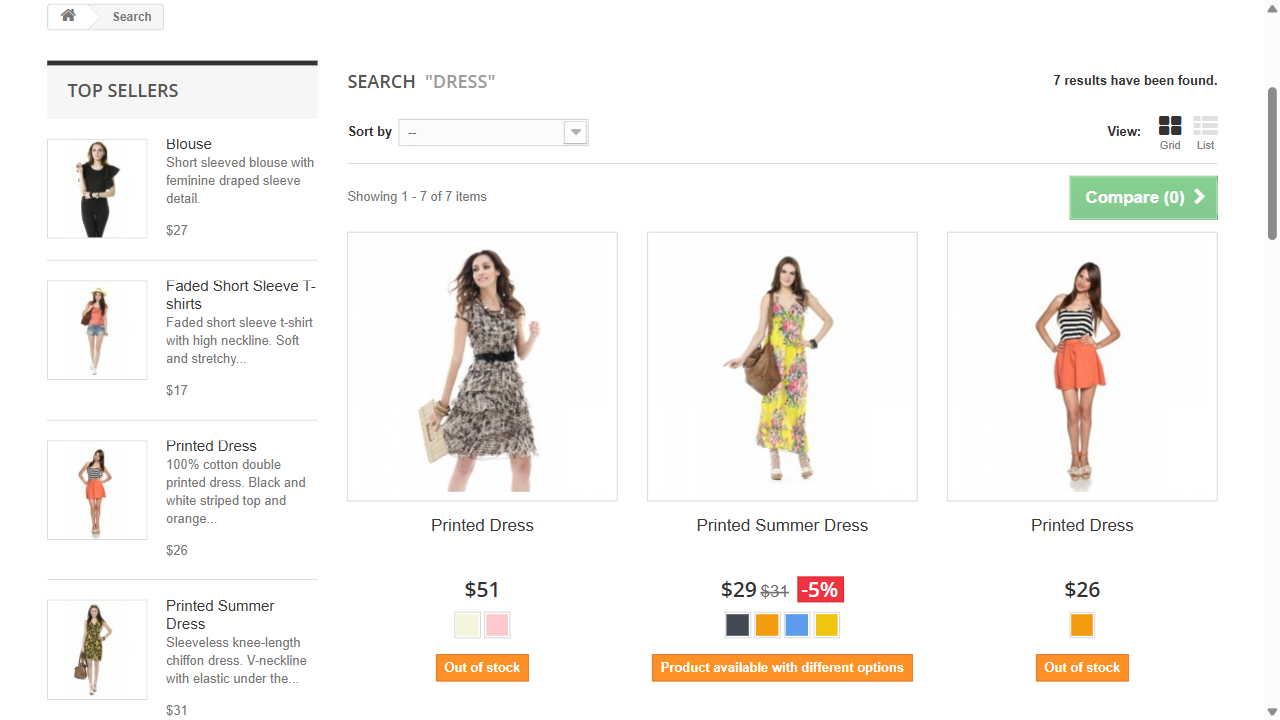 Search
TOP SELLERS
Blouse
Short sleeved blouse with
feminine draped sleeve
detail.
$27
Faded Short Sleeve T-
shirts
Faded short sleeve t-shirt
with high neckline. Soft
and stretchy...
$17
Printed Dress
100% cotton double
printed dress. Black and
white striped top and
orange...
$26
Printed Summer
Dress
Sleeveless knee-length
chiffon dress. V-neckline
with elastic under the...
$31
SEARCH "DRESS"
7 results have been found.
Sort by --
View:
Grid
List
Showing 1 - 7 of 7 items
Compare (0)
Printed Dress
$51
Out of stock
Printed Summer Dress
$29 $31 -5%
Product available with different options
Printed Dress
$26
Out of stock